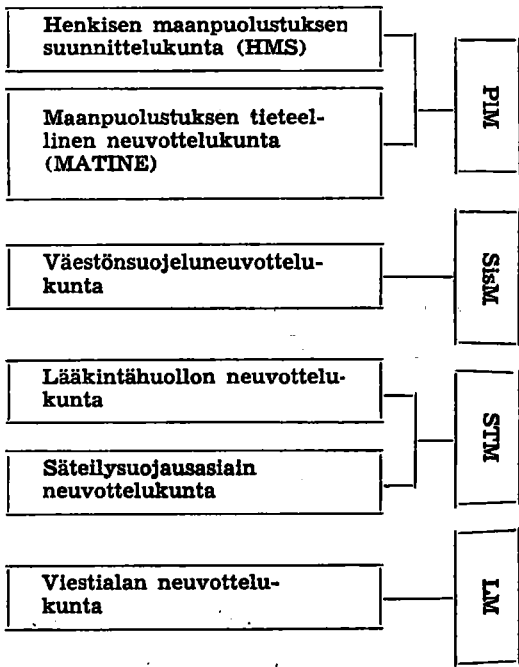 Henkisen maanpuolustuksen
suunnittelukunta (HMS)
Maanpuolustuksen tieteel-
linen neuvottelukunta
(MATINE)
PlM
Väestönsuojeluneuvottelu-
kunta
SisM
Lääkintähuollon neuvottelu-
kunta
Säteilysuojausasiain
neuvottelukunta
STM
Viestialan neuvottelu-
kunta
LM